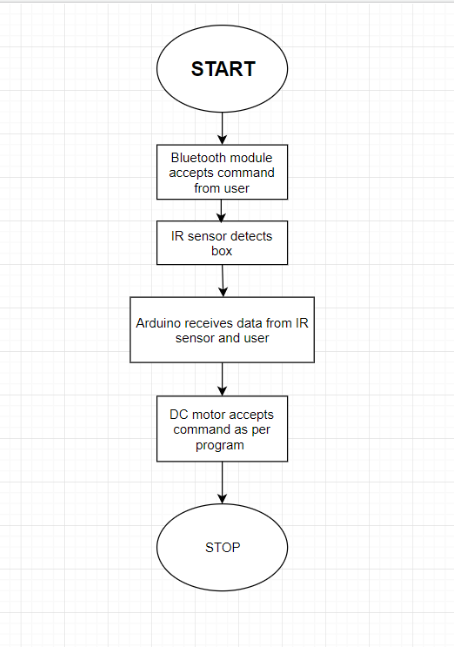 START
Bluetooth module
accepts command
from user
IR sensor detects
box
Arduino receives data from IR
sensor and user
DC motor accepts
command as per
program
STOP